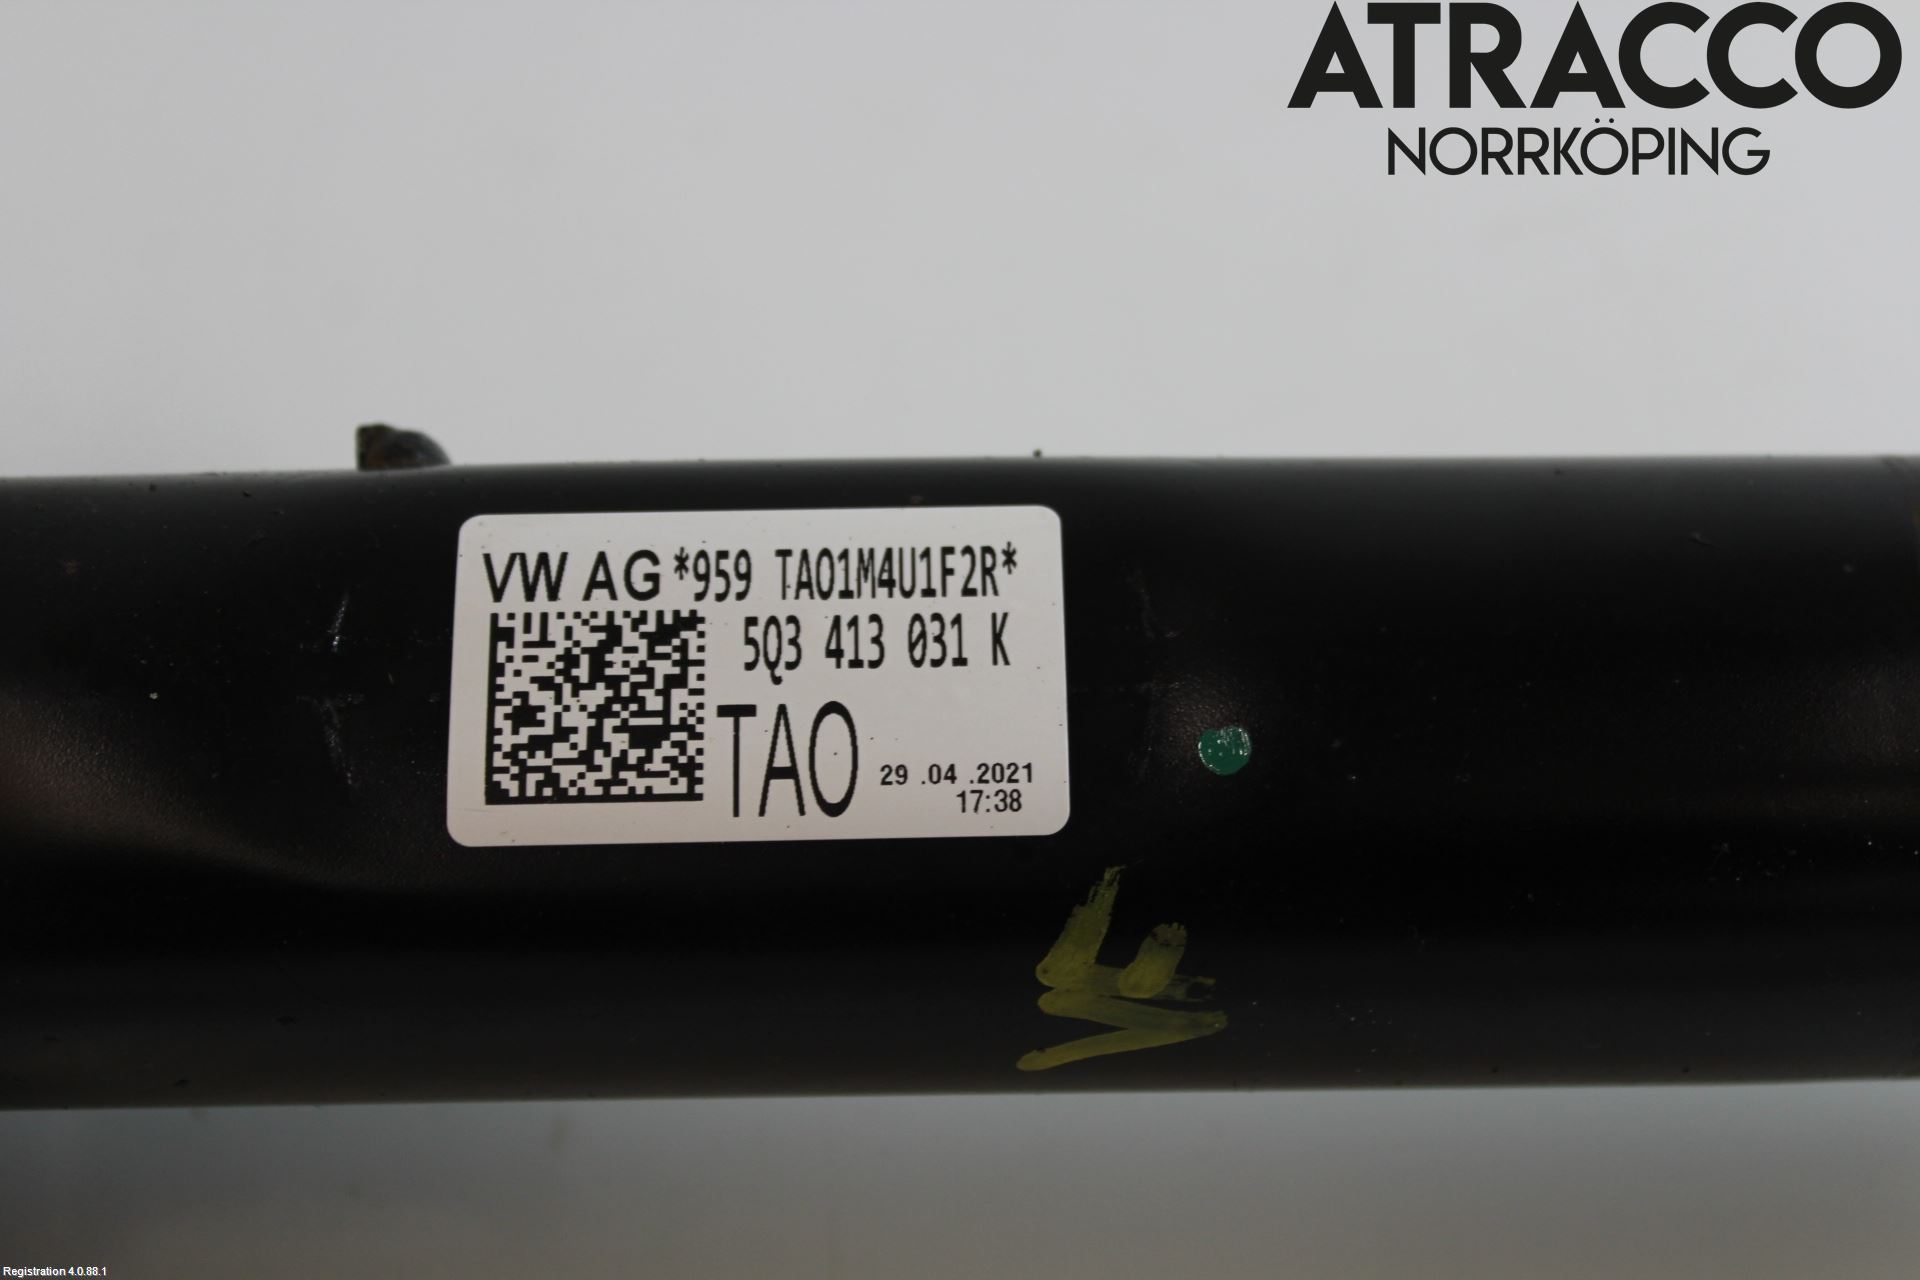 ATRACCO
NORRKÖPING
VW AG *959 TAO1M4U1F2R*
5Q3 413 031 K
TAO
29 .04 .2021
17:38
Registration 4.0.88.1